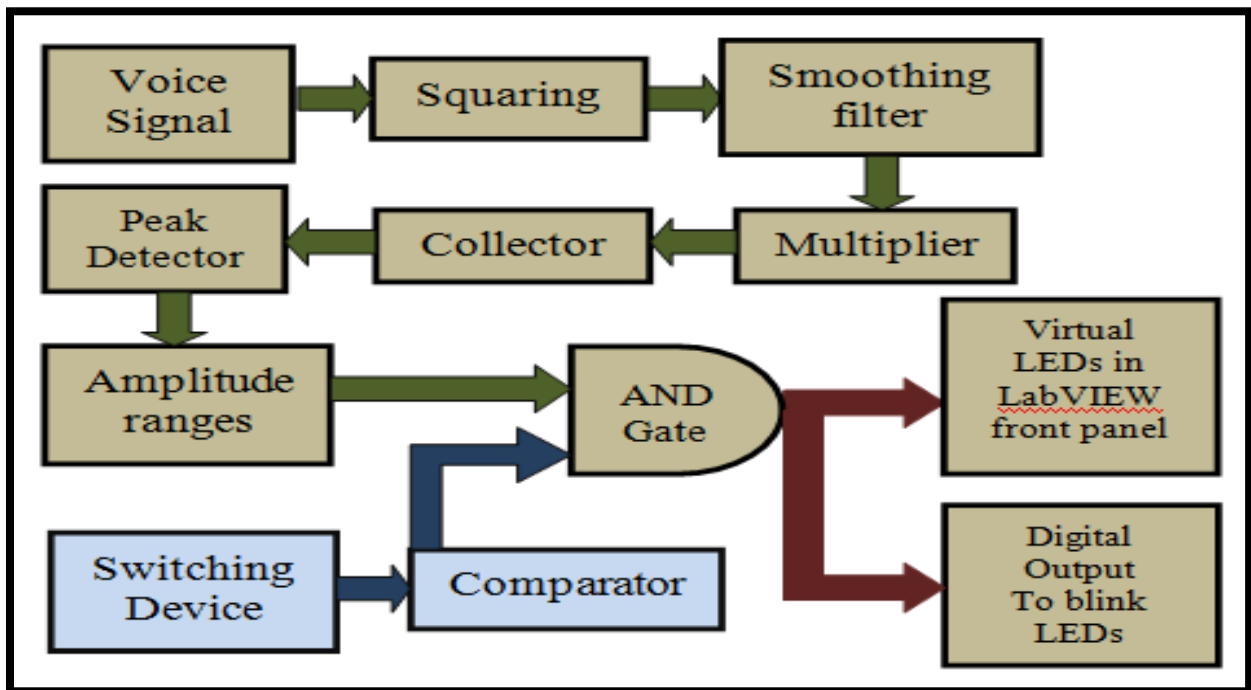 Voice
Signal
Squaring
Smoothing
filter
Multiplier
Collector
Peak
Detector
Amplitude
ranges
AND
Gate
Switching
Device
Comparator
Virtual
LEDs in
LabVIEW
front panel
Digital
Output
To blink
LEDs